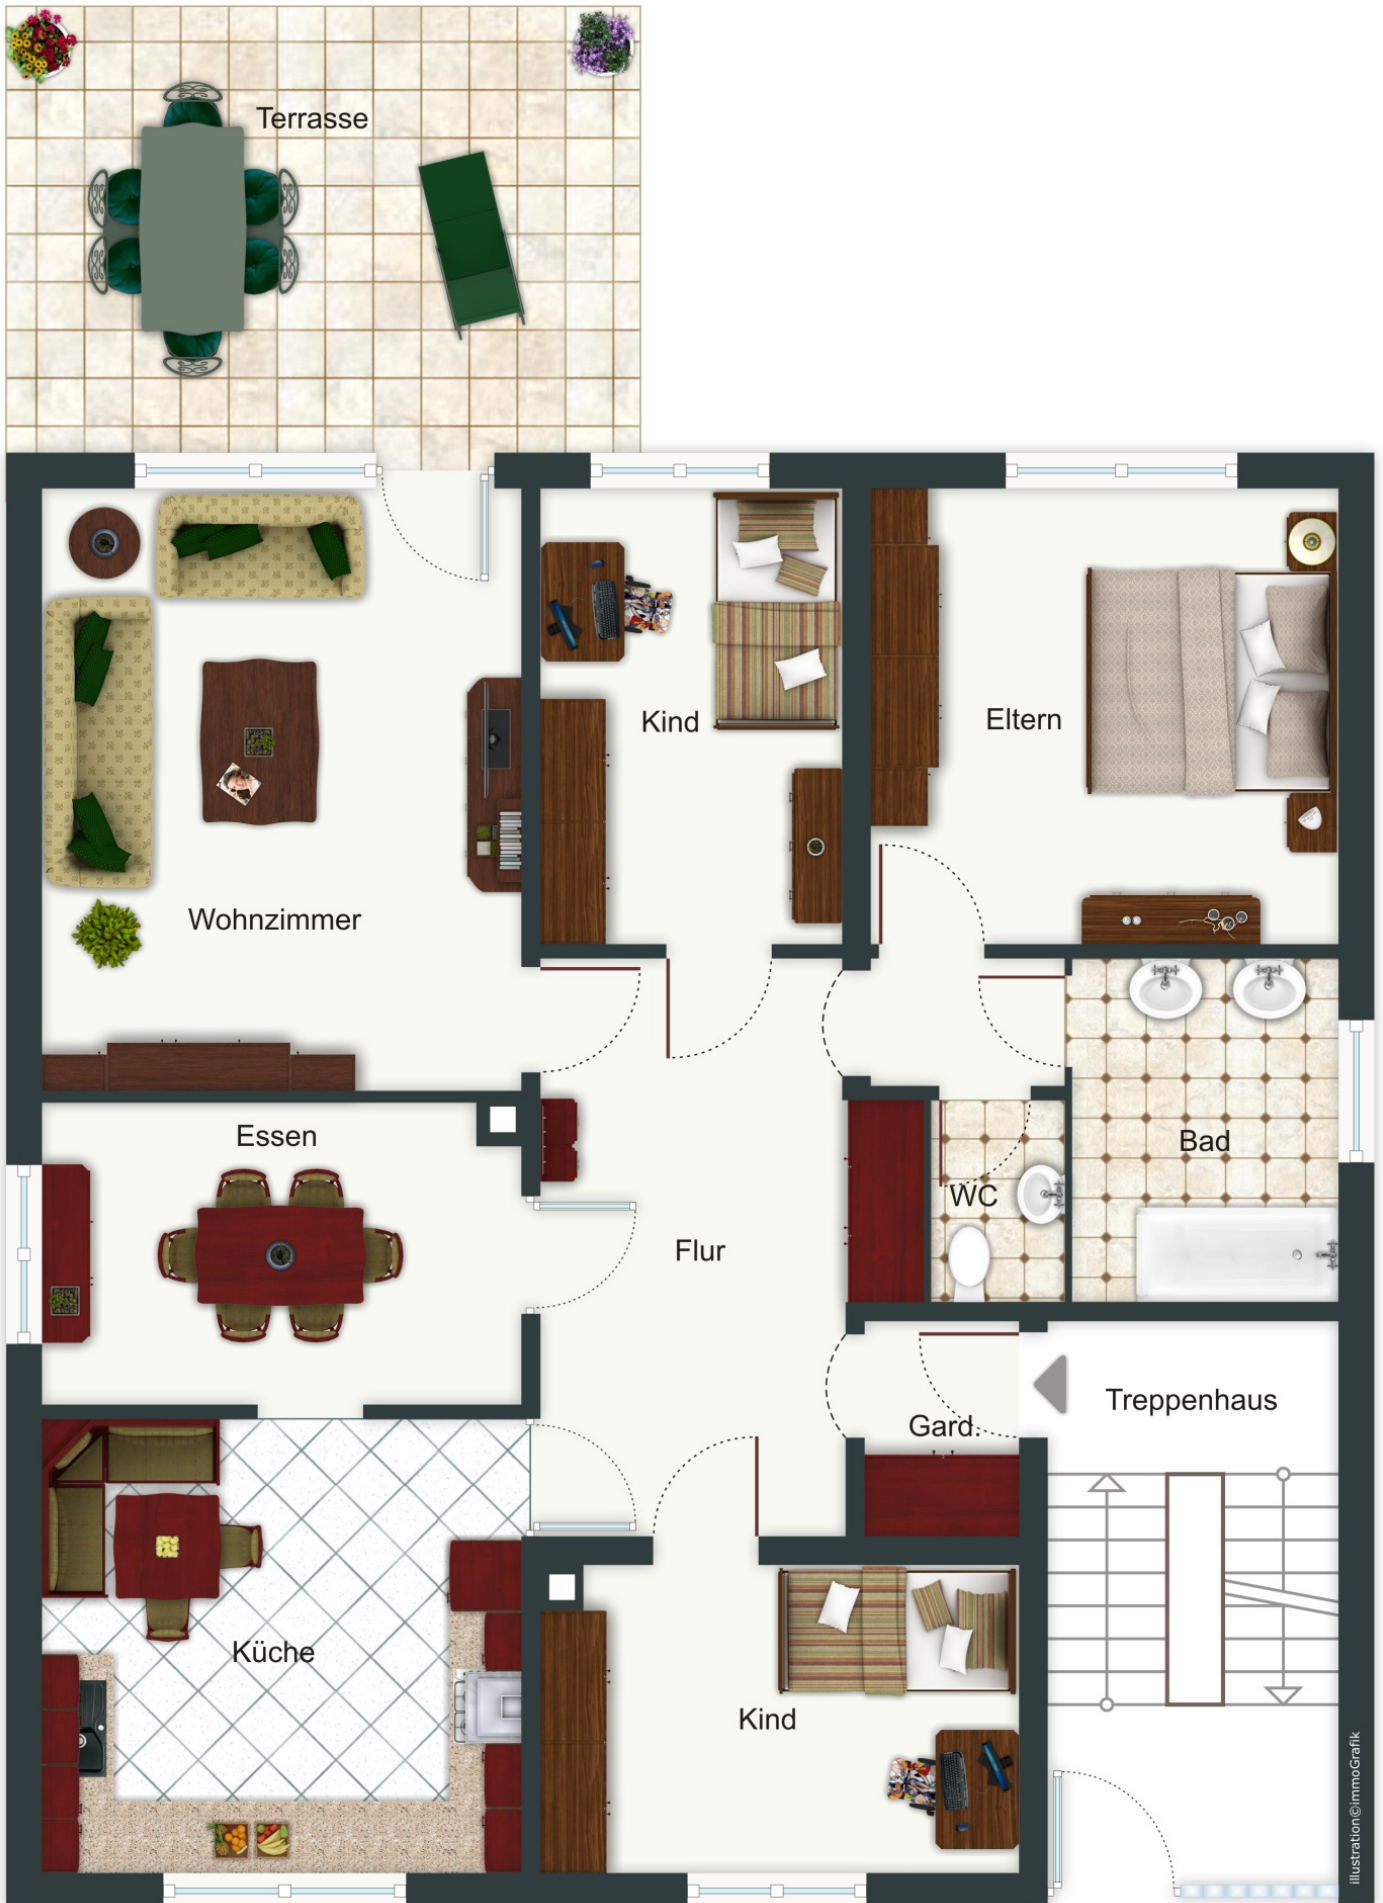 Terrasse
Kind
Eltern
Wohnzimmer
Essen
Bad
WC
Flur
Treppenhaus
Gard.
Küche
Kind
illustration©immoGrafik